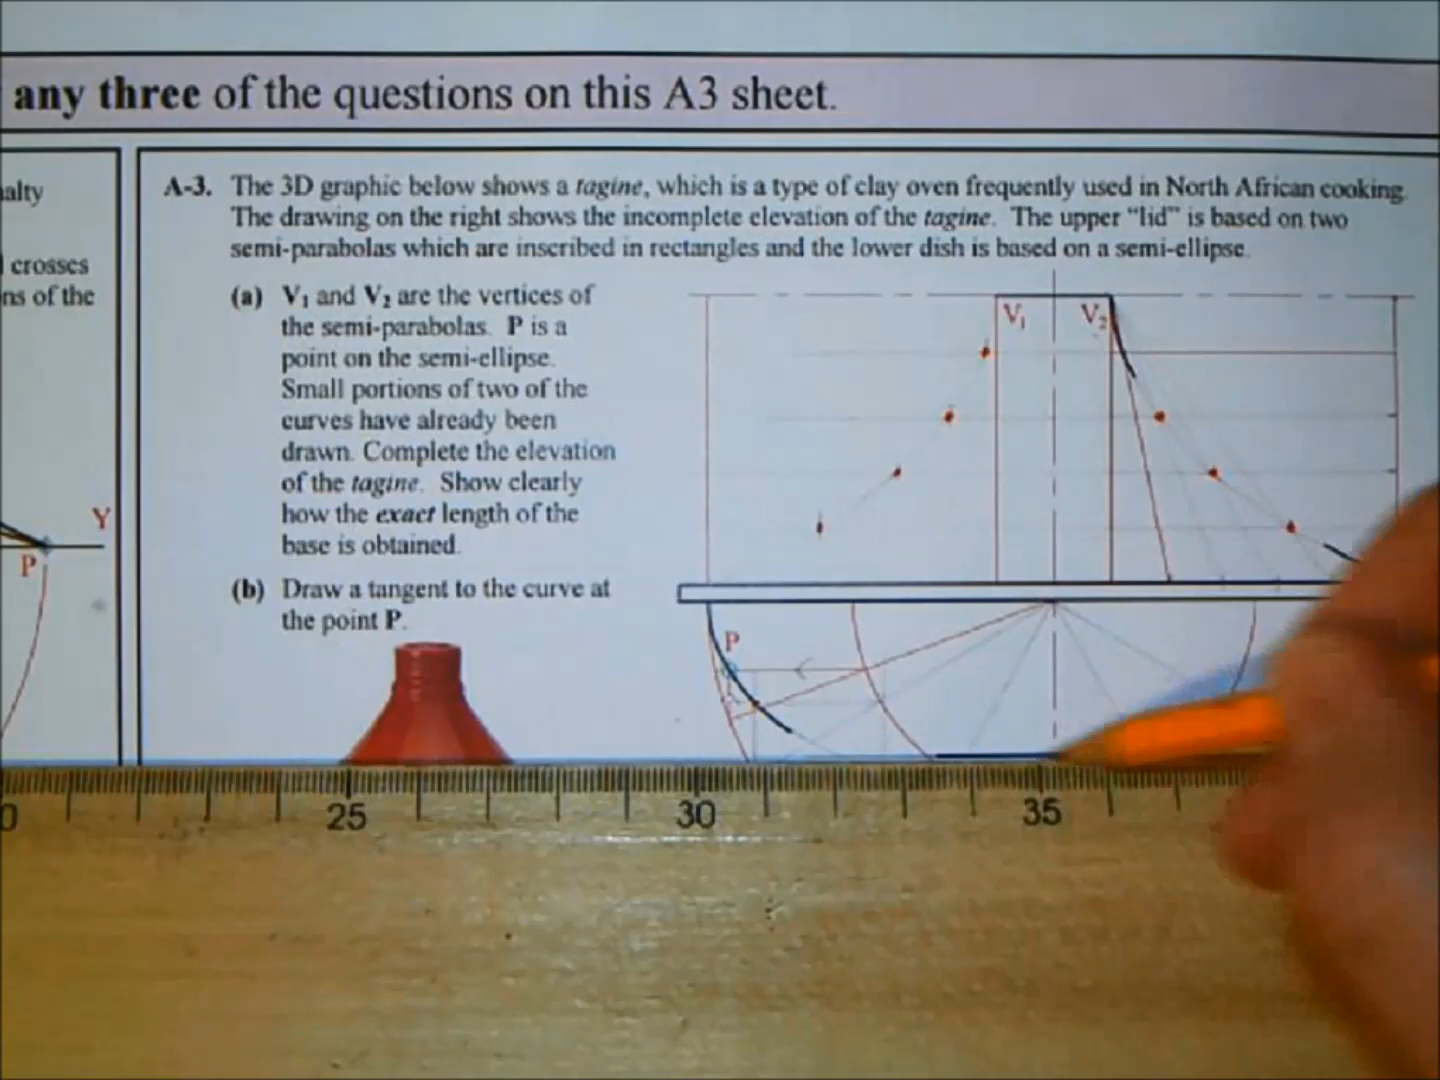 any three of the questions on this A3 sheet.
alty
crosses
ns of the
Y
P
A-3. The 3D graphic below shows a tagine, which is a type of clay oven frequently used in North African cooking.
The drawing on the right shows the incomplete elevation of the tagine. The upper “lid” is based on two
semi-parabolas which are inscribed in rectangles and the lower dish is based on a semi-ellipse.
(a) V₁ and V₂ are the vertices of
the semi-parabolas. P is a
point on the semi-ellipse.
Small portions of two of the
curves have already been
drawn. Complete the elevation
of the tagine. Show clearly
how the exact length of the
base is obtained.
(b) Draw a tangent to the curve at
the point P.
V₁ V₂
P
0 25 30 35